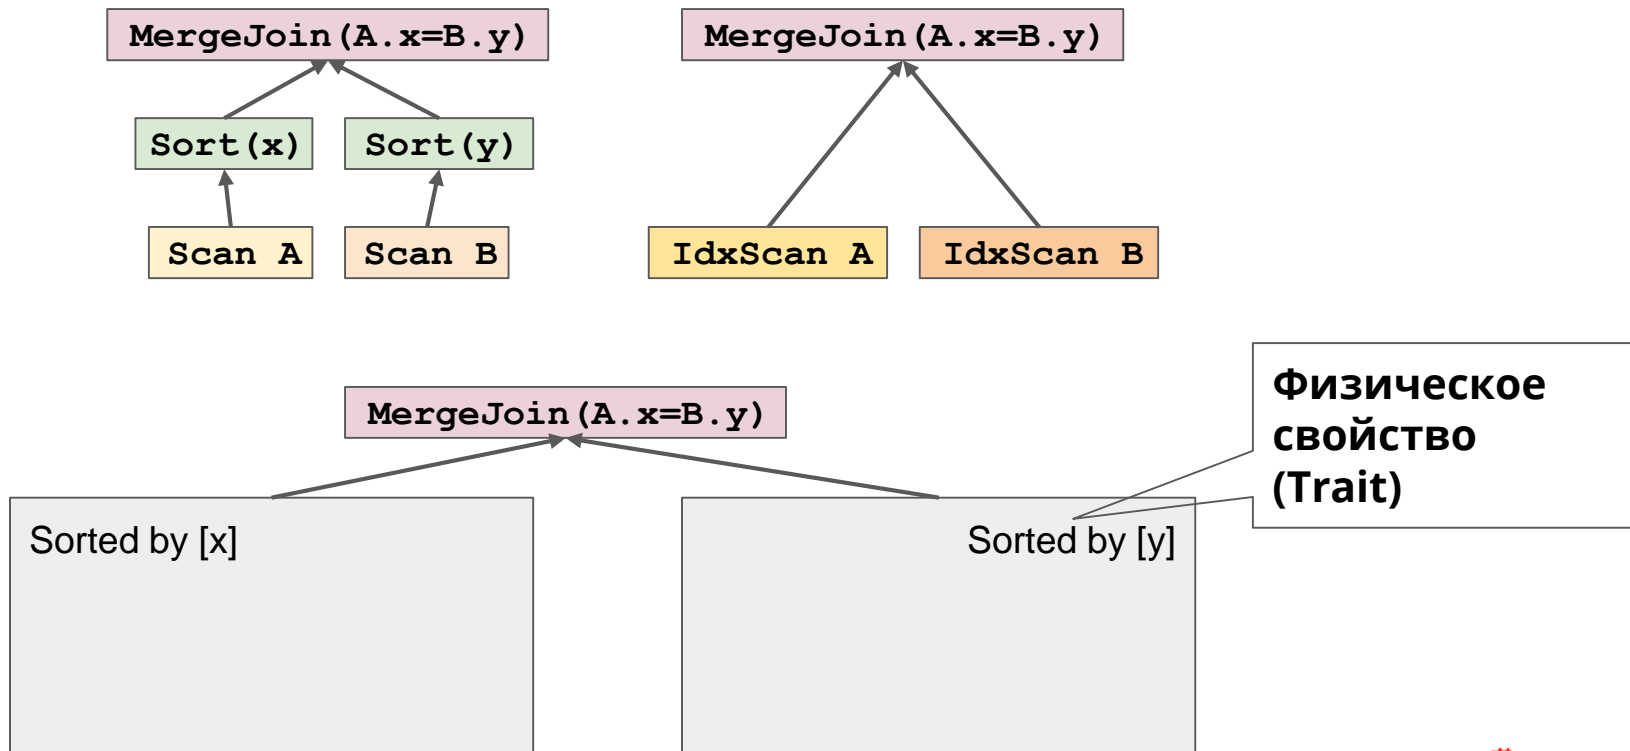 MergeJoin(A.x=B.y)
MergeJoin(A.x=B.y)
Sort(x)
Sort(y)
Scan A
Scan B
IdxScan A
IdxScan B
MergeJoin(A.x=B.y)
Физическое
свойство
(Trait)
Sorted by [x]
Sorted by [y]